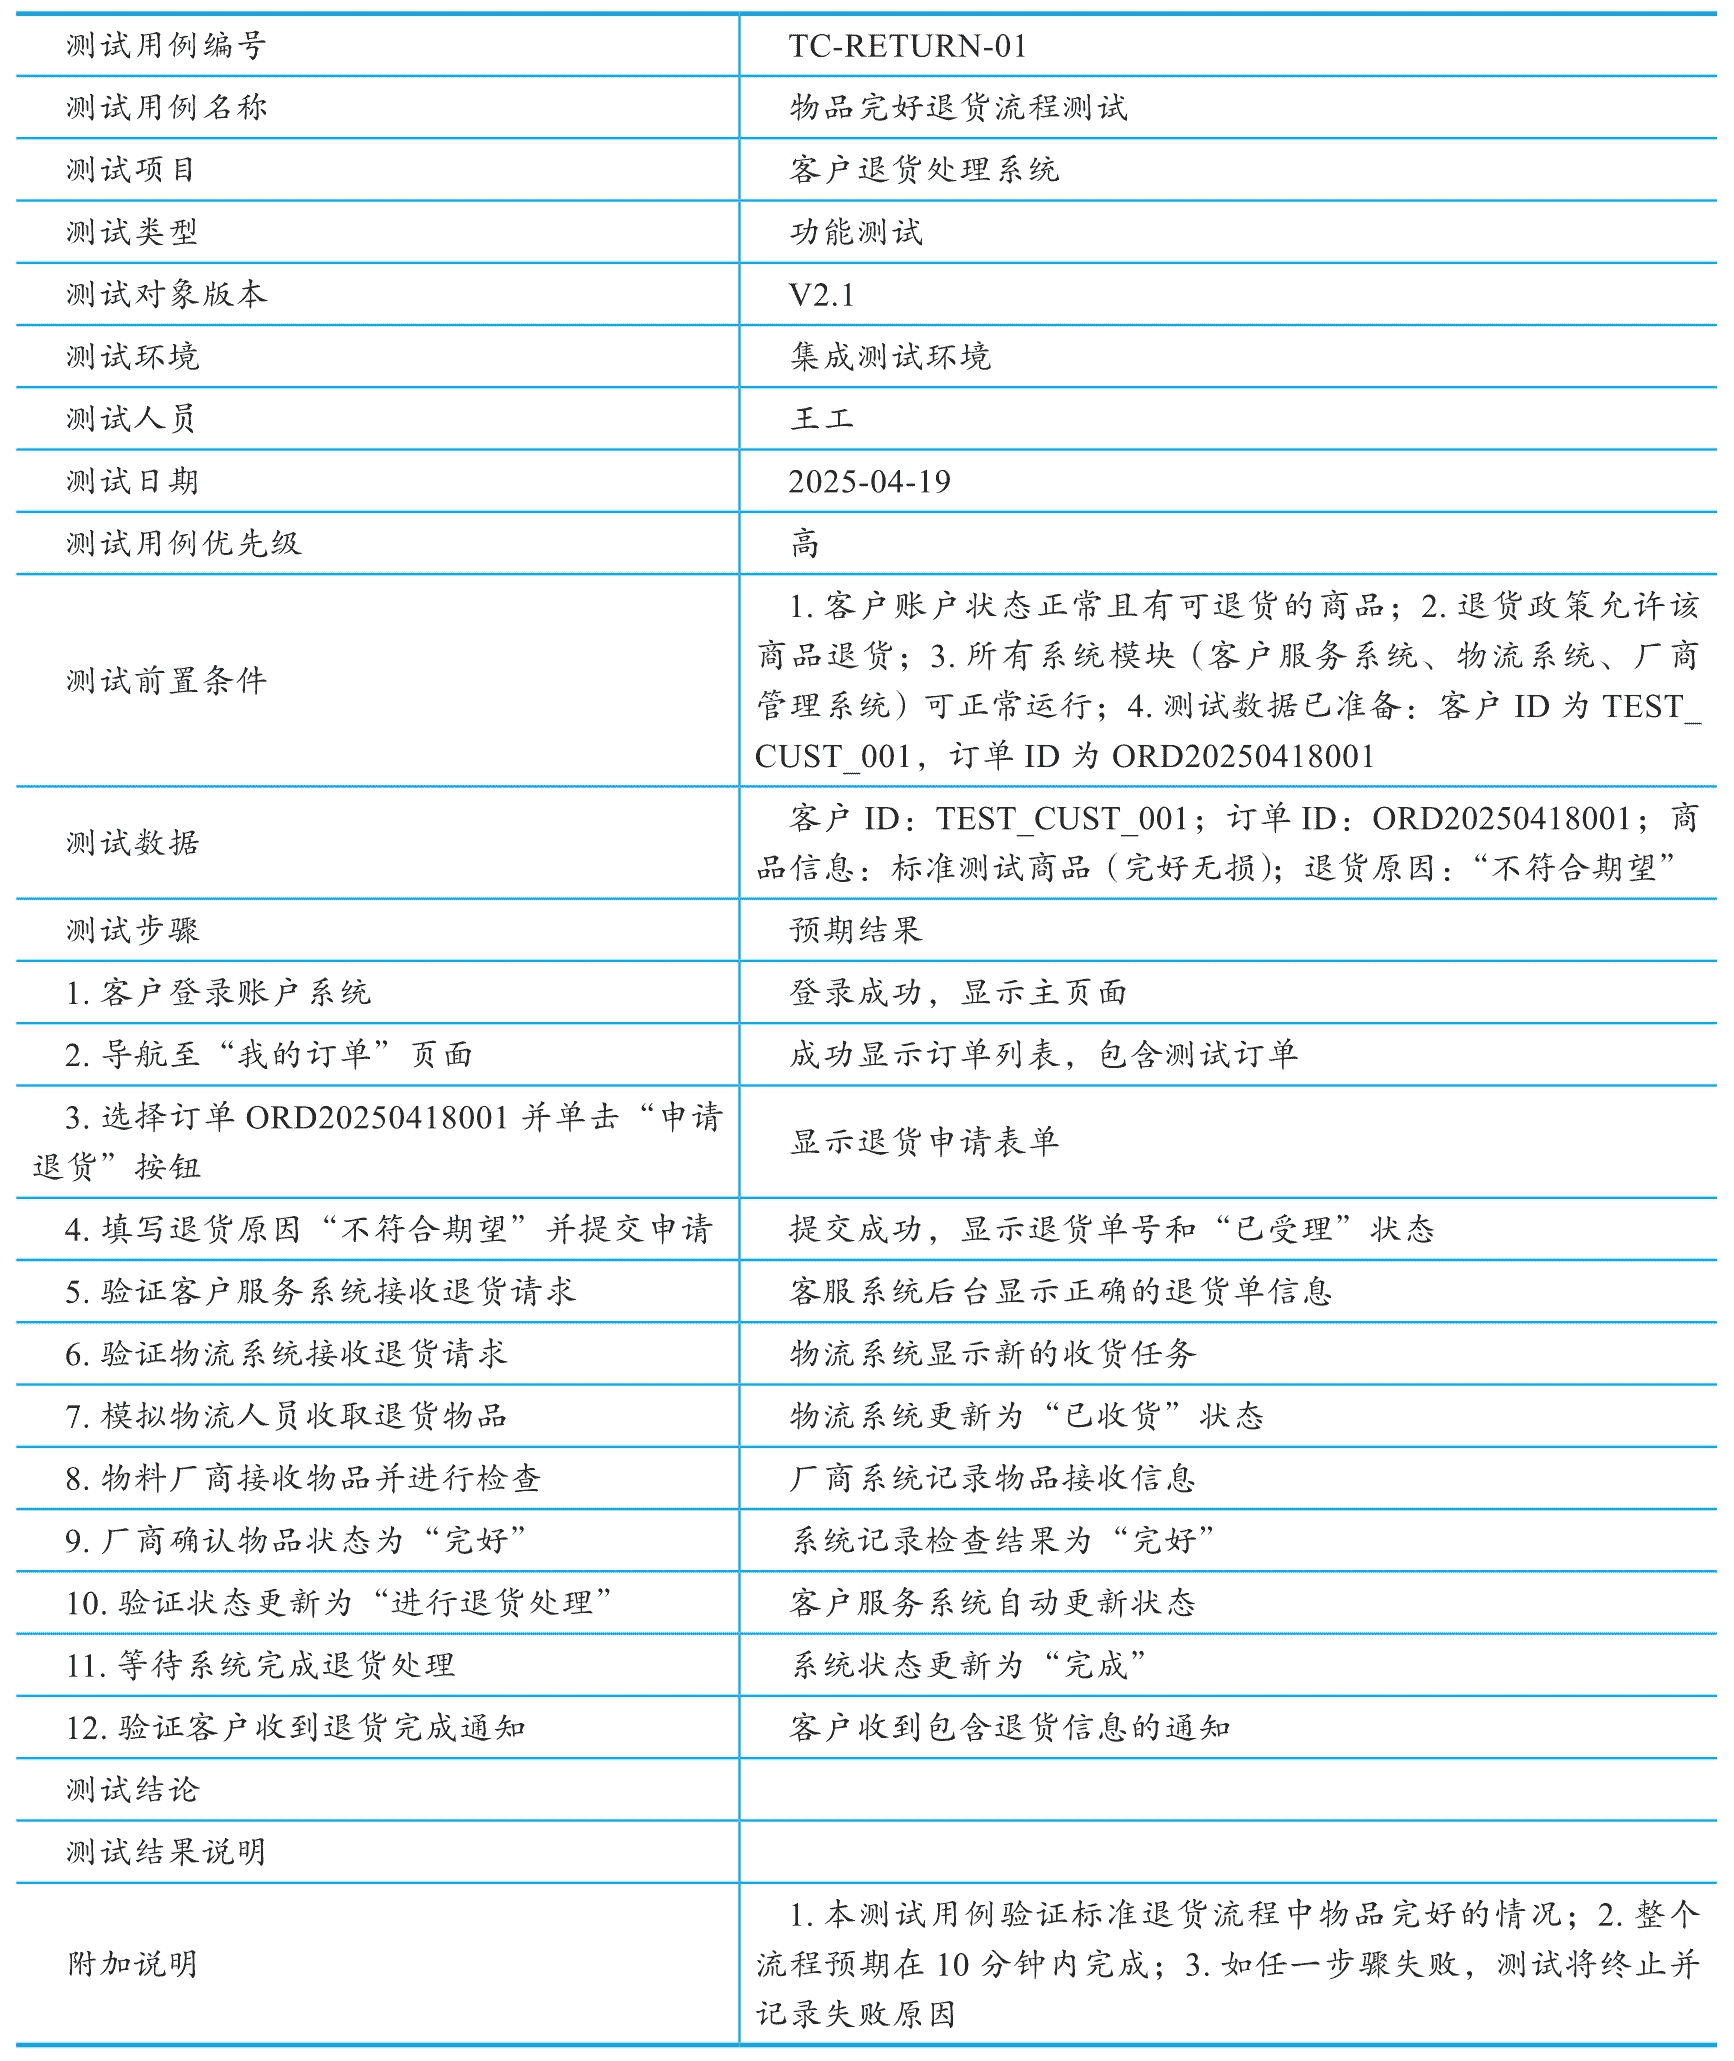 测试用例编号 TC-RETURN-01
测试用例名称 物品完好退货流程测试
测试项目 客户退货处理系统
测试类型 功能测试
测试对象版本 V2.1
测试环境 集成测试环境
测试人员 王工
测试日期 2025-04-19
测试用例优先级 高
测试前置条件
1. 客户账户状态正常且有可退货的商品；2. 退货政策允许该
商品退货；3. 所有系统模块（客户服务系统、物流系统、厂商
管理系统）可正常运行；4. 测试数据已准备：客户 ID 为 TEST_
CUST_001，订单 ID 为 ORD20250418001
测试数据
客户 ID：TEST_CUST_001；订单 ID：ORD20250418001；商
品信息：标准测试商品（完好无损）；退货原因：“不符合期望”
测试步骤 预期结果
1. 客户登录账户系统 登录成功，显示主页面
2. 导航至“我的订单”页面 成功显示订单列表，包含测试订单
3. 选择订单 ORD20250418001 并单击“申请
退货”按钮
显示退货申请表单
4. 填写退货原因“不符合期望”并提交申请 提交成功，显示退货单号和“已受理”状态
5. 验证客户服务系统接收退货请求 客服系统后台显示正确的退货单信息
6. 验证物流系统接收退货请求 物流系统显示新的收货任务
7. 模拟物流人员收取退货物品 物流系统更新为“已收货”状态
8. 物料厂商接收物品并进行检查 厂商系统记录物品接收信息
9. 厂商确认物品状态为“完好” 系统记录检查结果为“完好”
10. 验证状态更新为“进行退货处理” 客户服务系统自动更新状态
11. 等待系统完成退货处理 系统状态更新为“完成”
12. 验证客户收到退货完成通知 客户收到包含退货信息的通知
测试结论
测试结果说明
附加说明
1. 本测试用例验证标准退货流程中物品完好的情况；2. 整个
流程预期在 10 分钟内完成；3. 如任一步骤失败，测试将终止并
记录失败原因